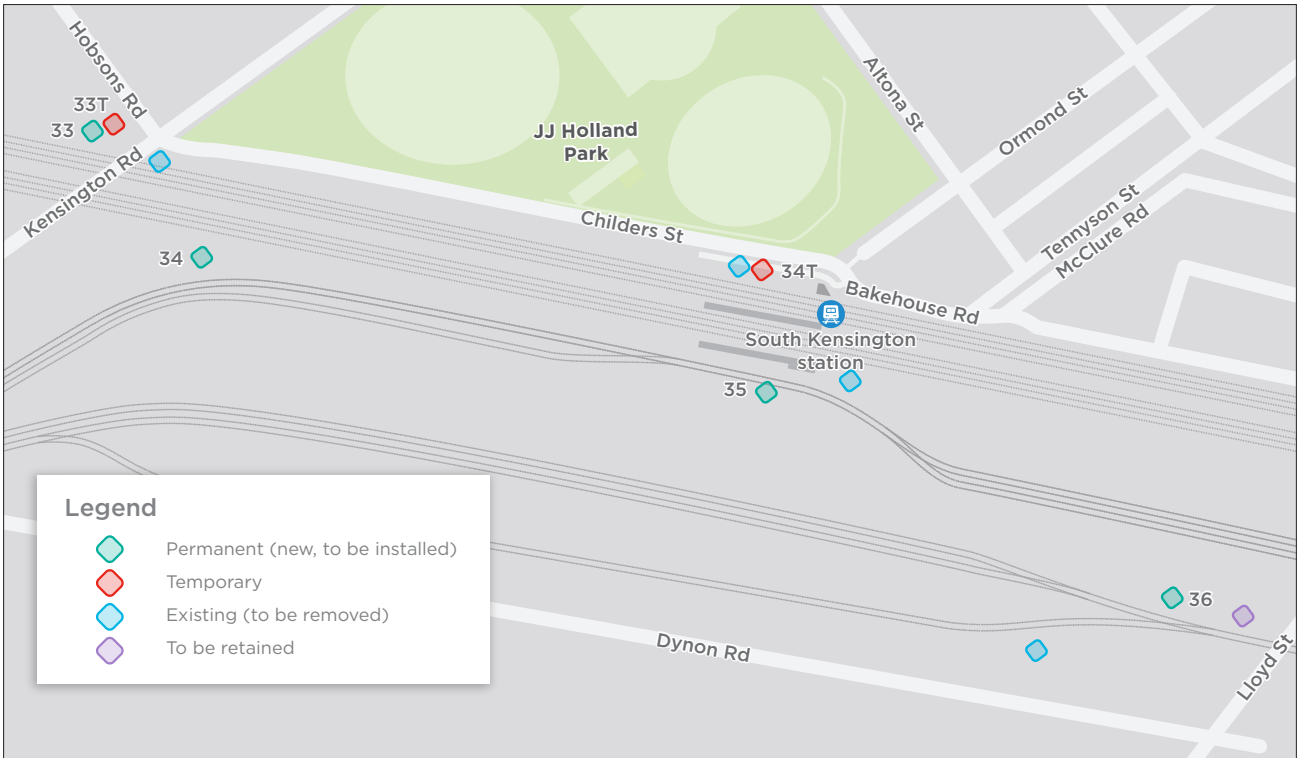 Hobsons Rd
33T
33
Kensington Rd
JJ Holland
Park
Altona St
Ormond St
Tennyson St
McClure Rd
Childers St
34
34T
Bakehouse Rd
South Kensington
station
35
Legend
Permanent (new, to be installed)
Temporary
Existing (to be removed)
To be retained
36
Dynon Rd
Lloyd St